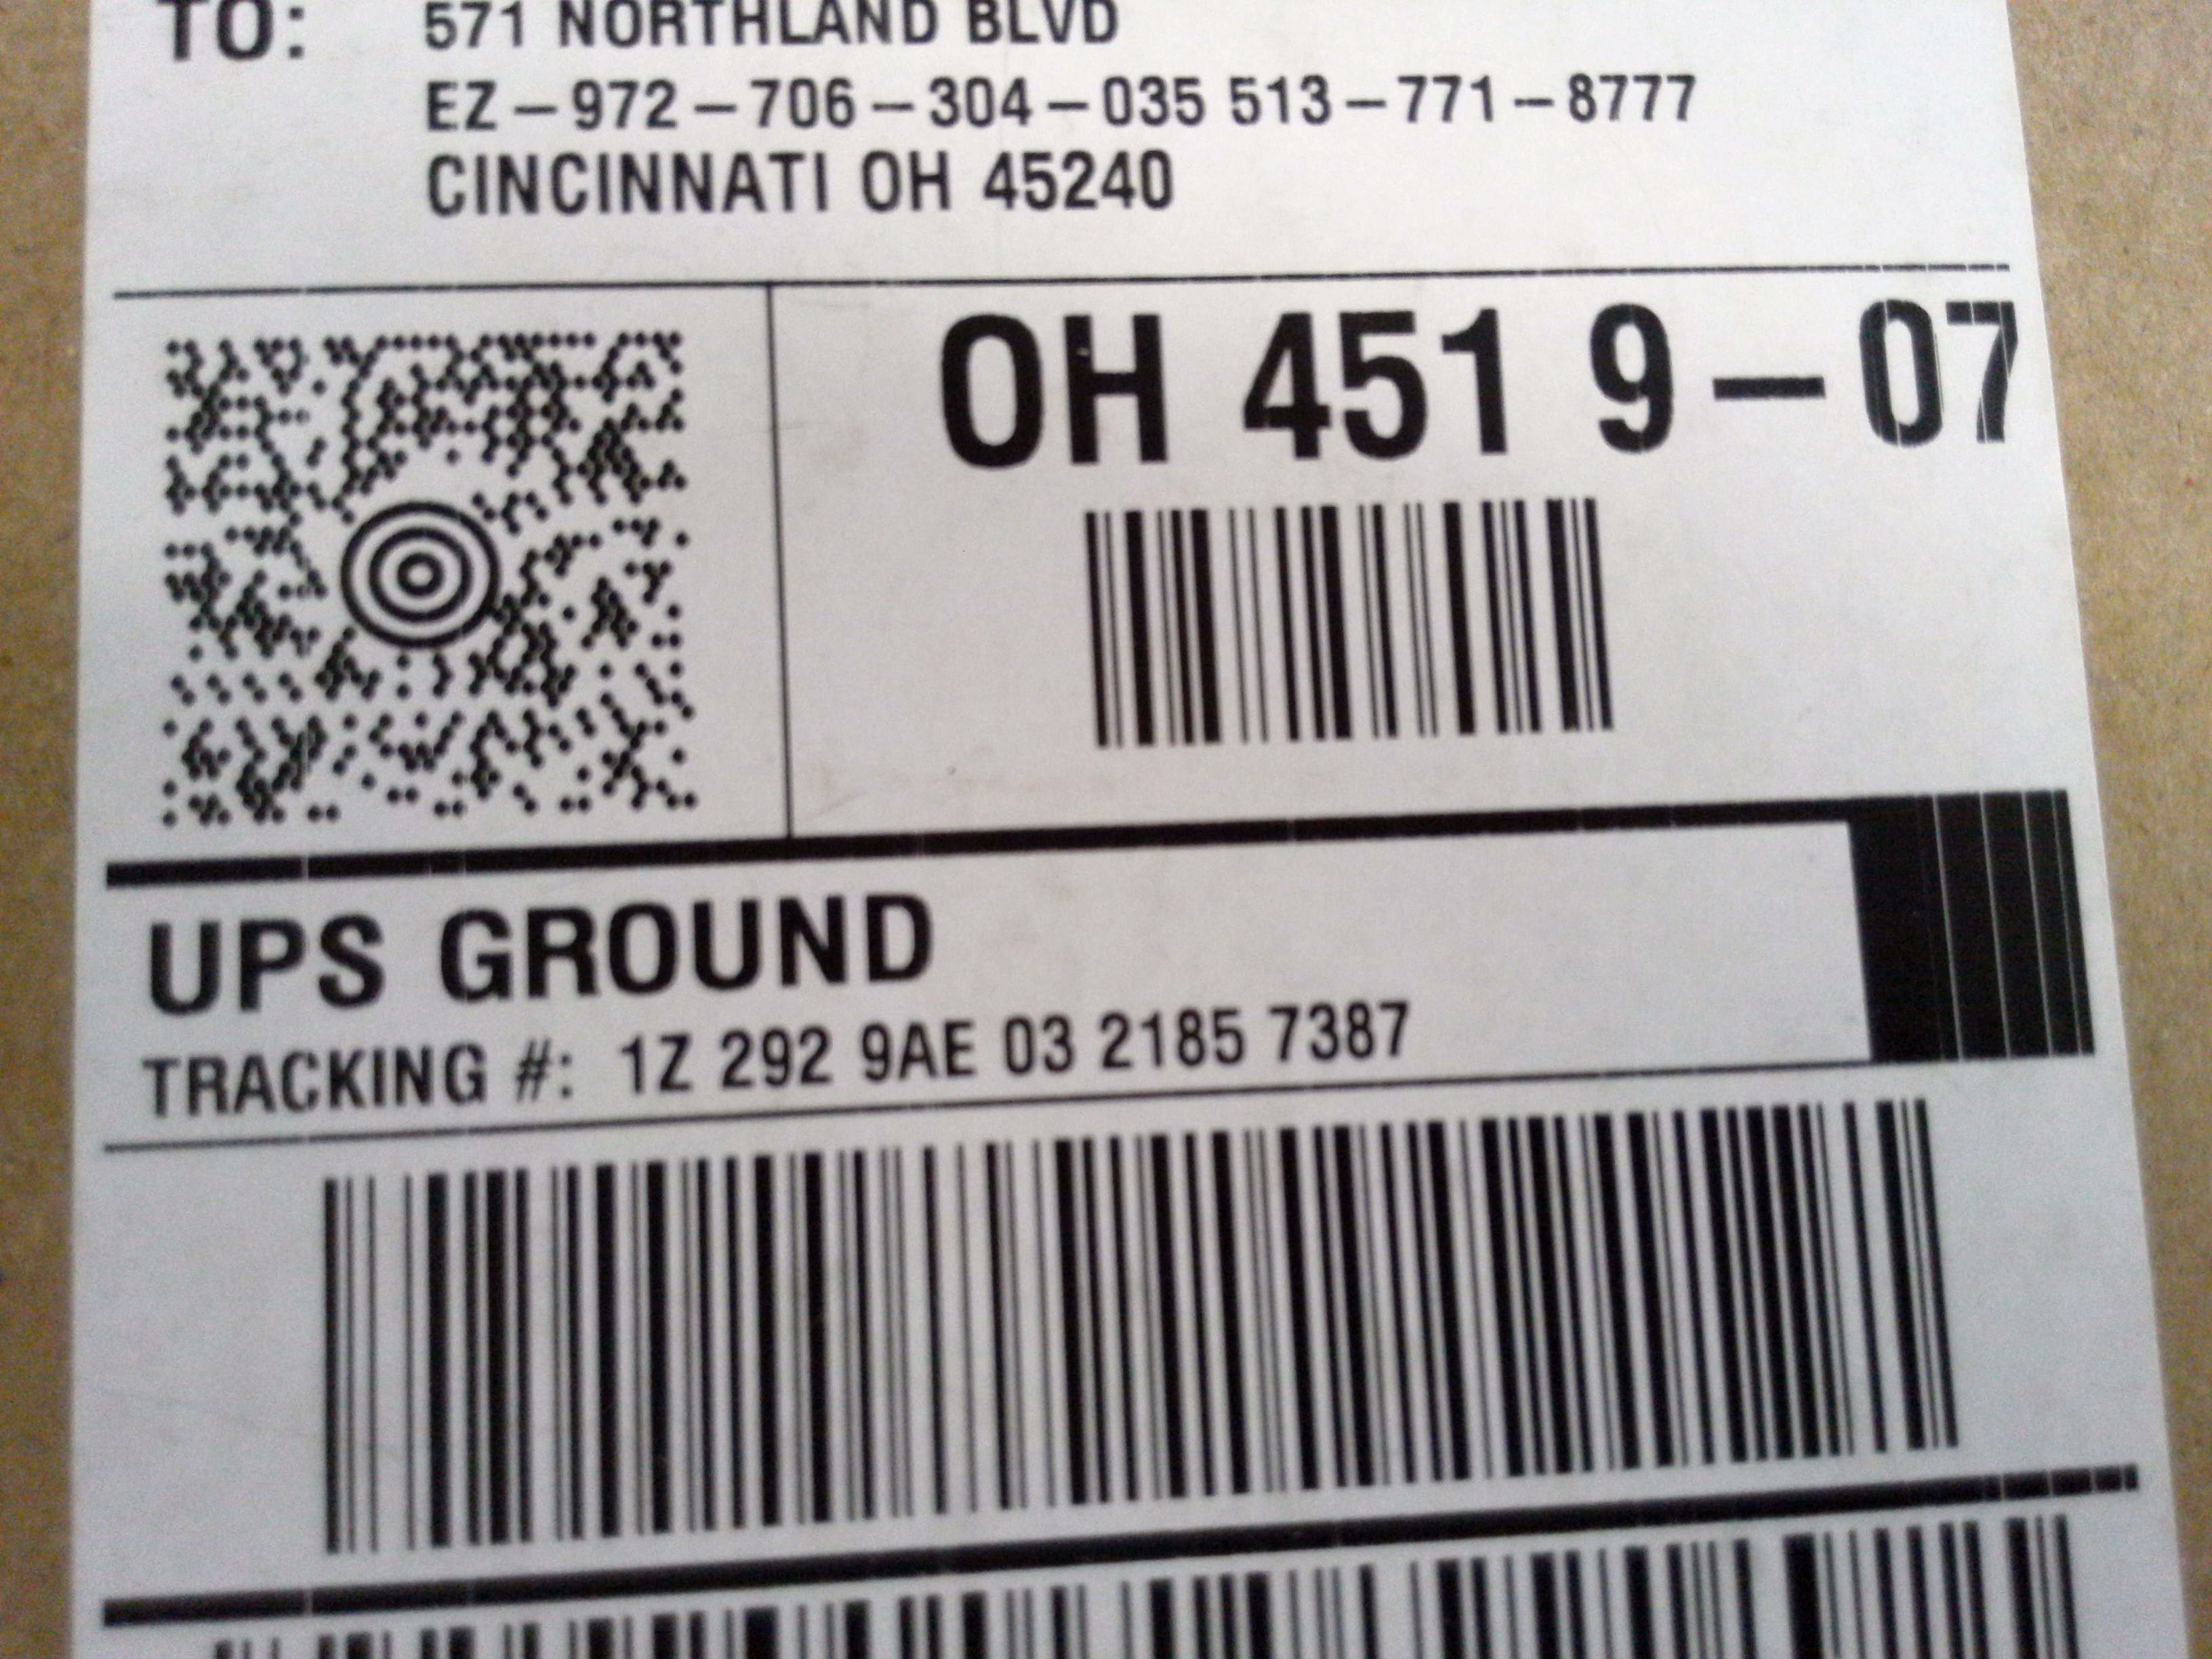 TO: 571 NORTHLAND BLVD
EZ-972-706-304-035 513-771-8777
CINCINNATI OH 45240
OH 451 9-07
UPS GROUND
TRACKING #: 1Z 292 9AE 03 2185 7387